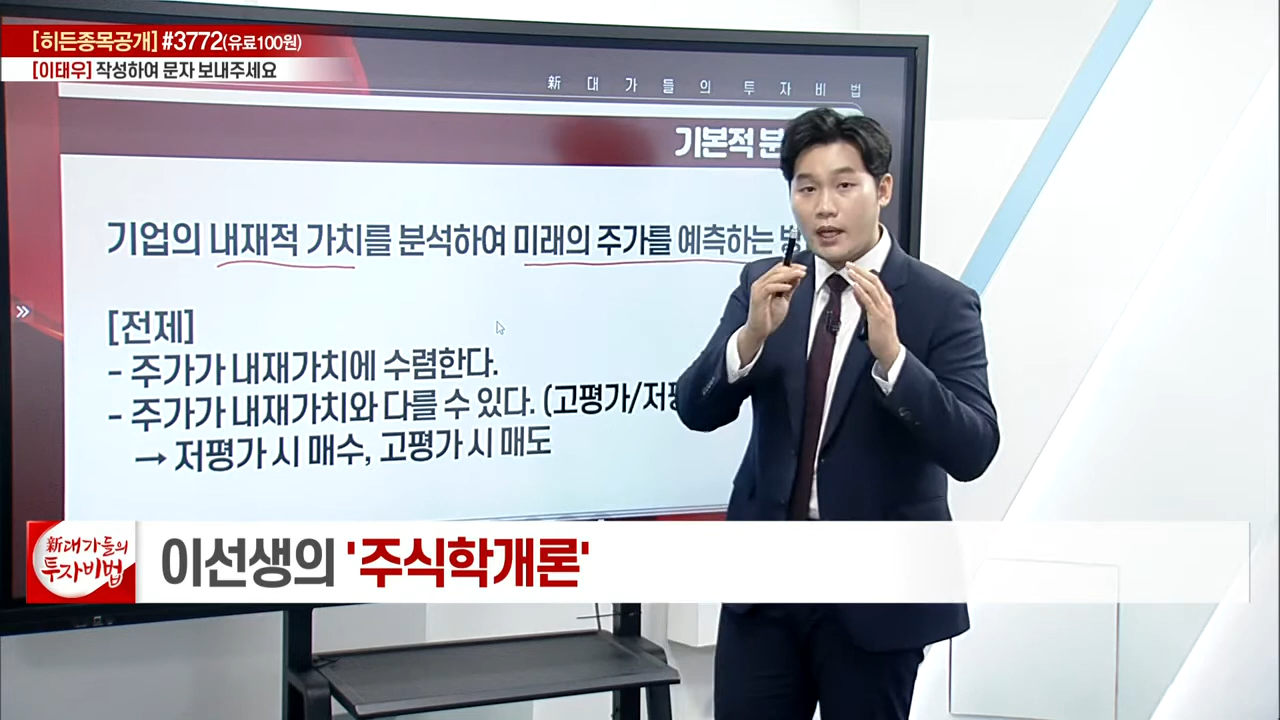 [히든종목공개] #3772(유료100원)
[이태우] 작성하여 문자 보내주세요
新 대가들의 투자비법
기본적
기업의 내재적 가치를 분석하여 미래의 주가를 예측하는
[전제]
- 주가가 내재가치에 수렴한다.
- 주가가 내재가치와 다를 수 있다. (고평가/저평
→ 저평가 시 매수, 고평가 시 매도
新대가들의
투자비법
이선생의 '주식학개론'